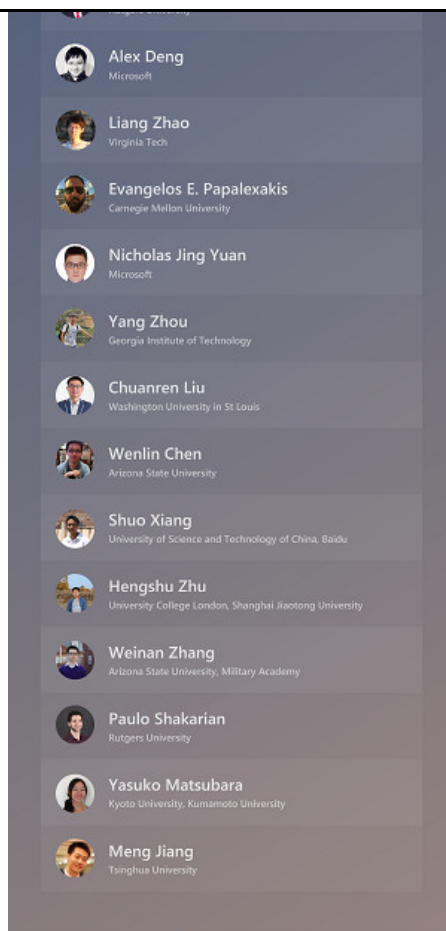 Alex Deng
Microsoft
Liang Zhao
Virginia Tech
Evangelos E. Papalexakis
Carnegie Mellon University
Nicholas Jing Yuan
Microsoft
Yang Zhou
Georgia Institute of Technology
Chuanren Liu
Washington University in St Louis
Wenlin Chen
Arizona State University
Shuo Xiang
University of Science and Technology of China, Baidu
Hengshu Zhu
University College London, Shanghai Jiaotong University
Weinan Zhang
Arizona State University, Military Academy
Paulo Shakarian
Rutgers University
Yasuko Matsubara
Kyoto University, Kumamoto University
Meng Jiang
Tsinghua University